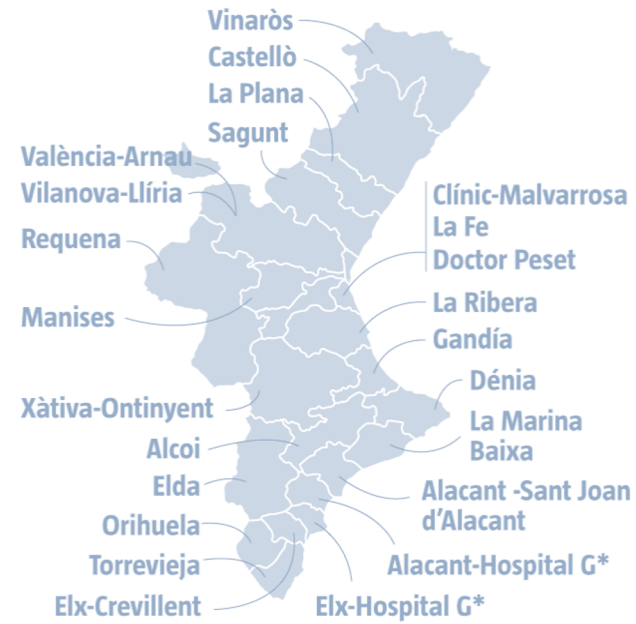 Vinaròs
Castellò
La Plana
Sagunt
València-Arnau
Vilanova-Llíria
Requena
Manises
Xàtiva-Ontinyent
Alcoi
Elda
Orihuela
Torrevieja
Elx-Crevillent
Clínic-Malvarrosa
La Fe
Doctor Peset
La Ribera
Gandía
Dénia
La Marina
Baixa
Alacant -Sant Joan
d'Alacant
Alacant-Hospital G*
Elx-Hospital G*